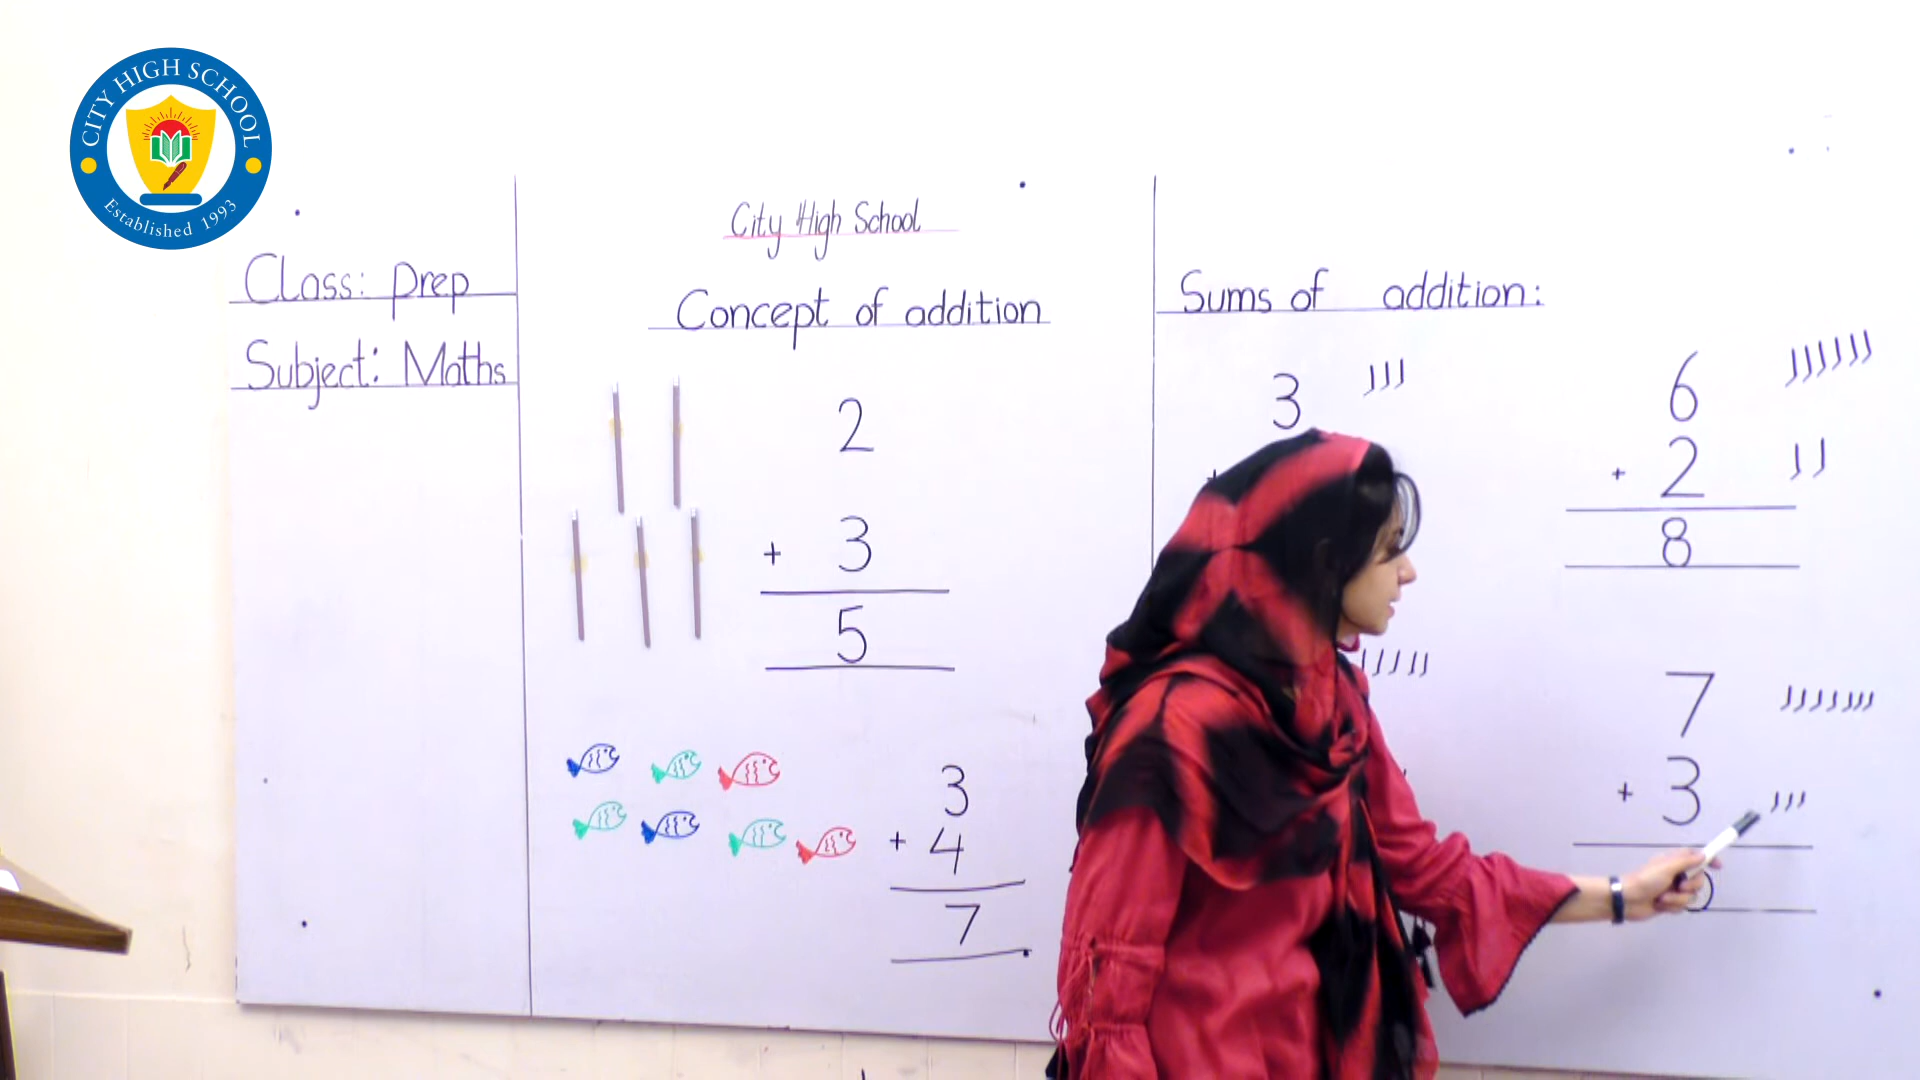 CITY HIGH SCHOOL
Established 1993
Class: Prep
Subject: Maths
City High School
Concept of addition
2
+ 3
5
3
+ 4
7
Sums of addition:
3
+
6
+ 2
8
7
+ 3